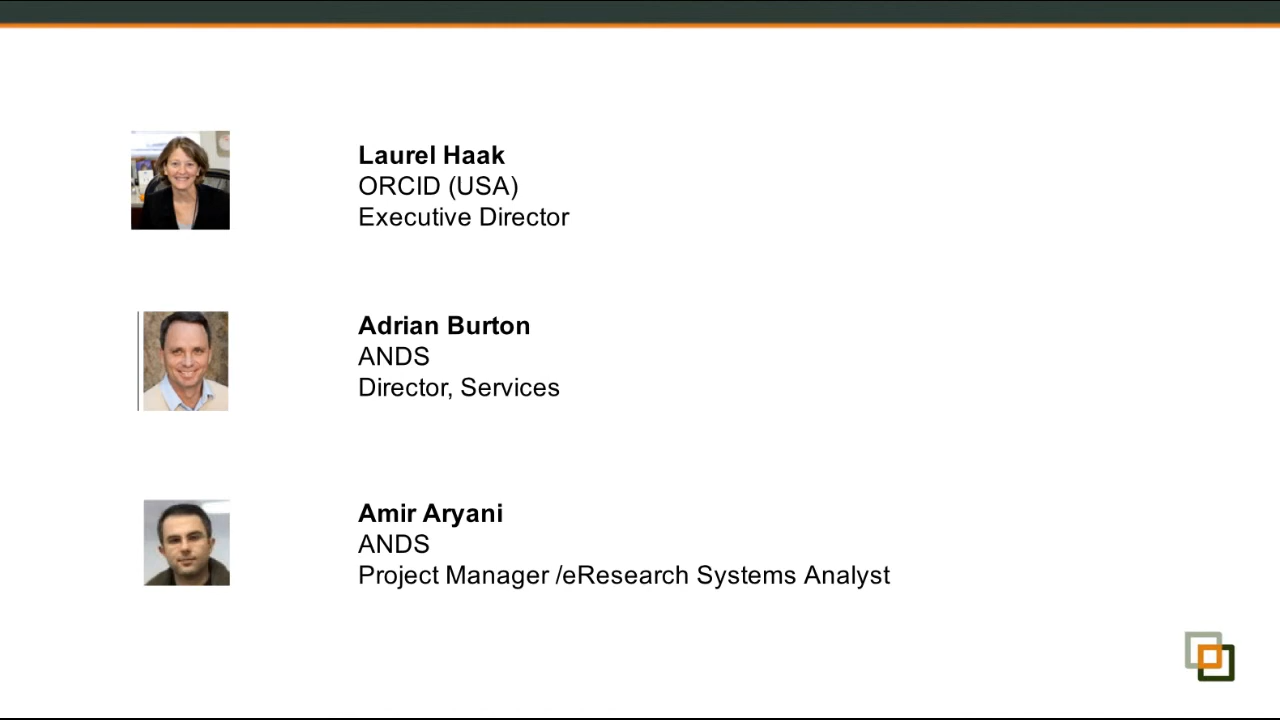 Laurel Haak
ORCID (USA)
Executive Director
Adrian Burton
ANDS
Director, Services
Amir Aryani
ANDS
Project Manager /eResearch Systems Analyst